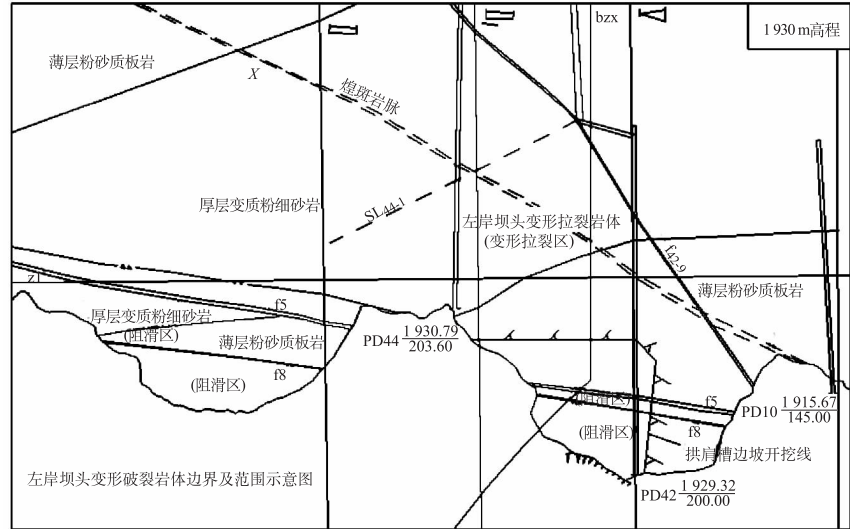 bzx
1 930 m高程
薄层粉砂质板岩
X
煌斑岩脉
厚层变质粉细砂岩
SL44-1
左岸坝头变形拉裂岩体
(变形拉裂区)
f42-9
薄层粉砂质板岩
z1
f5
厚层变质粉细砂岩
(阻滑区)
薄层粉砂质板岩
f8
(阻滑区)
PD44 1 930.79
203.60
f5
(阻滑区)
f8
(阻滑区)
PD10 1 915.67
145.00
拱肩槽边坡开挖线
PD42 1 929.32
200.00
左岸坝头变形破裂岩体边界及范围示意图